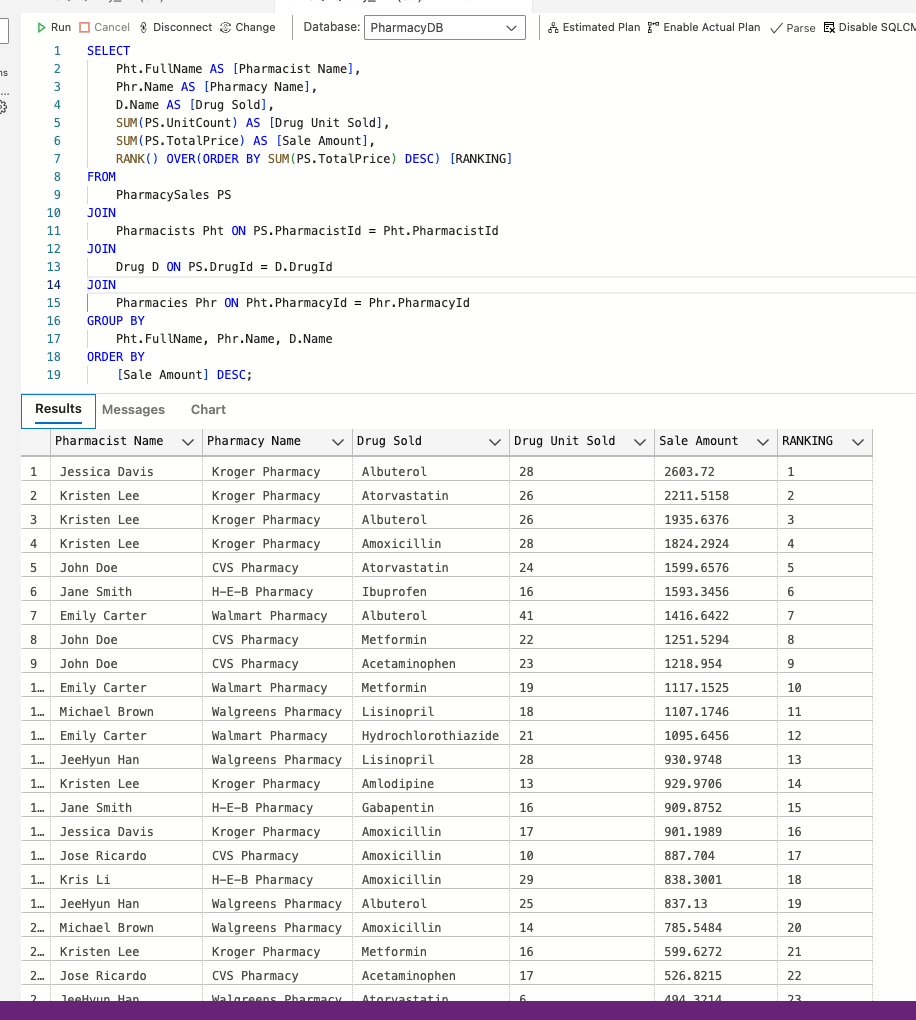 Run Cancel Disconnect Change Database: PharmacyDB Estimated Plan Enable Actual Plan Parse Disable
1 SELECT
2 Pht.FullName AS [Pharmacist Name],
3 Phr.Name AS [Pharmacy Name],
4 D.Name AS [Drug Sold],
5 SUM(PS.UnitCount) AS [Drug Unit Sold],
6 SUM(PS.TotalPrice) AS [Sale Amount],
7 RANK() OVER(ORDER BY SUM(PS.TotalPrice) DESC) [RANKING]
8 FROM
9 PharmacySales PS
10 JOIN
11 Pharmacists Pht ON PS.PharmacistId = Pht.PharmacistId
12 JOIN
13 Drug D ON PS.DrugId = D.DrugId
14 JOIN
15 Pharmacies Phr ON Pht.PharmacyId = Phr.PharmacyId
16 GROUP BY
17 Pht.FullName, Phr.Name, D.Name
18 ORDER BY
19 [Sale Amount] DESC;
Results Messages Chart
Pharmacist Name Pharmacy Name Drug Sold Drug Unit Sold Sale Amount RANKING
1 Jessica Davis Kroger Pharmacy Albuterol 28 2603.72 1
2 Kristen Lee Kroger Pharmacy Atorvastatin 26 2211.5158 2
3 Kristen Lee Kroger Pharmacy Albuterol 26 1935.6376 3
4 Kristen Lee Kroger Pharmacy Amoxicillin 28 1824.2924 4
5 John Doe CVS Pharmacy Atorvastatin 24 1599.6576 5
6 Jane Smith H-E-B Pharmacy Ibuprofen 16 1593.3456 6
7 Emily Carter Walmart Pharmacy Albuterol 41 1416.6422 7
8 John Doe CVS Pharmacy Metformin 22 1251.5294 8
9 John Doe CVS Pharmacy Acetaminophen 23 1218.954 9
1… Emily Carter Walmart Pharmacy Metformin 19 1117.1525 10
1… Michael Brown Walgreens Pharmacy Lisinopril 18 1107.1746 11
1… Emily Carter Walmart Pharmacy Hydrochlorothiazide 21 1095.6456 12
1… JeeHyun Han Walgreens Pharmacy Lisinopril 28 930.9748 13
1… Kristen Lee Kroger Pharmacy Amlodipine 13 929.9706 14
1… Jane Smith H-E-B Pharmacy Gabapentin 16 909.8752 15
1… Jessica Davis Kroger Pharmacy Amoxicillin 17 901.1989 16
1… Jose Ricardo CVS Pharmacy Amoxicillin 10 887.704 17
1… Kris Li H-E-B Pharmacy Amoxicillin 29 838.3001 18
1… JeeHyun Han Walgreens Pharmacy Albuterol 25 837.13 19
2… Michael Brown Walgreens Pharmacy Amoxicillin 14 785.5484 20
2… Kristen Lee Kroger Pharmacy Metformin 16 599.6272 21
2… Jose Ricardo CVS Pharmacy Acetaminophen 17 526.8215 22
2… JeeHyun Han Walgreens Pharmacy Atorvastatin 6 494.3214 23